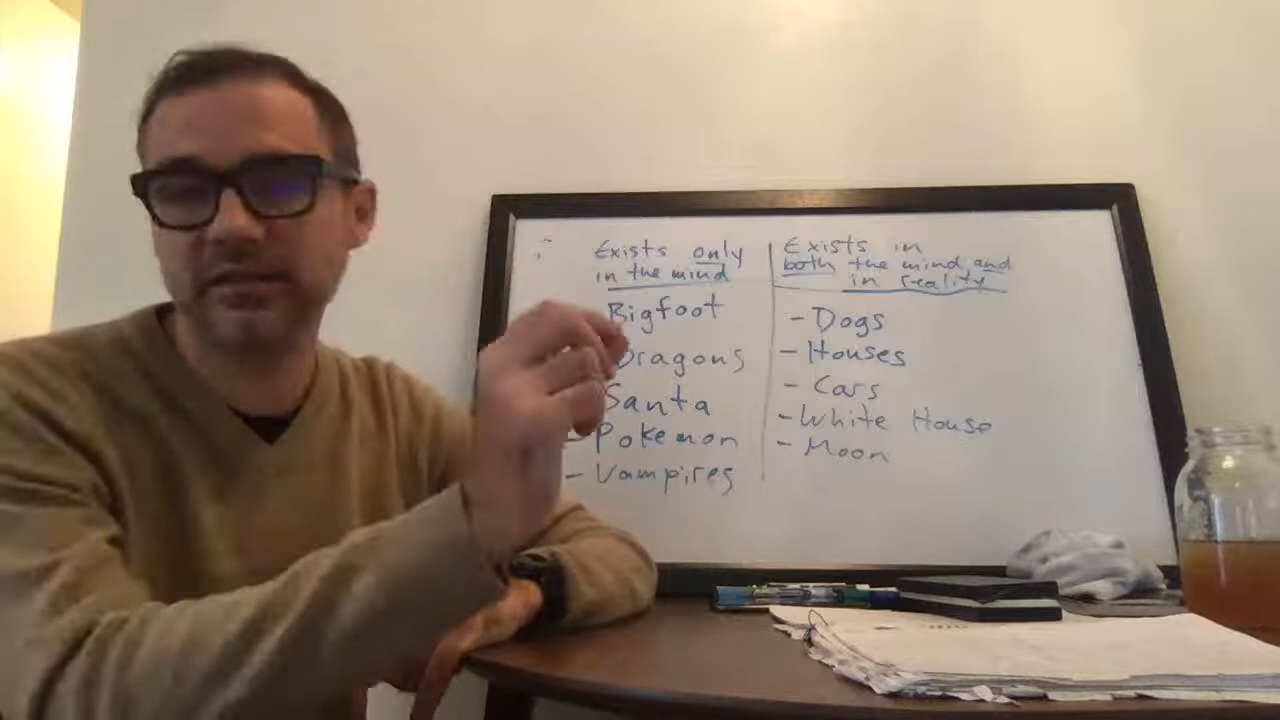 Exists only
in the mind
Bigfoot
Dragons
Santa
- Pokemon
- Vampires
Exists in
both the mind and
in reality
- Dogs
- Houses
- Cars
- White House
- Moon